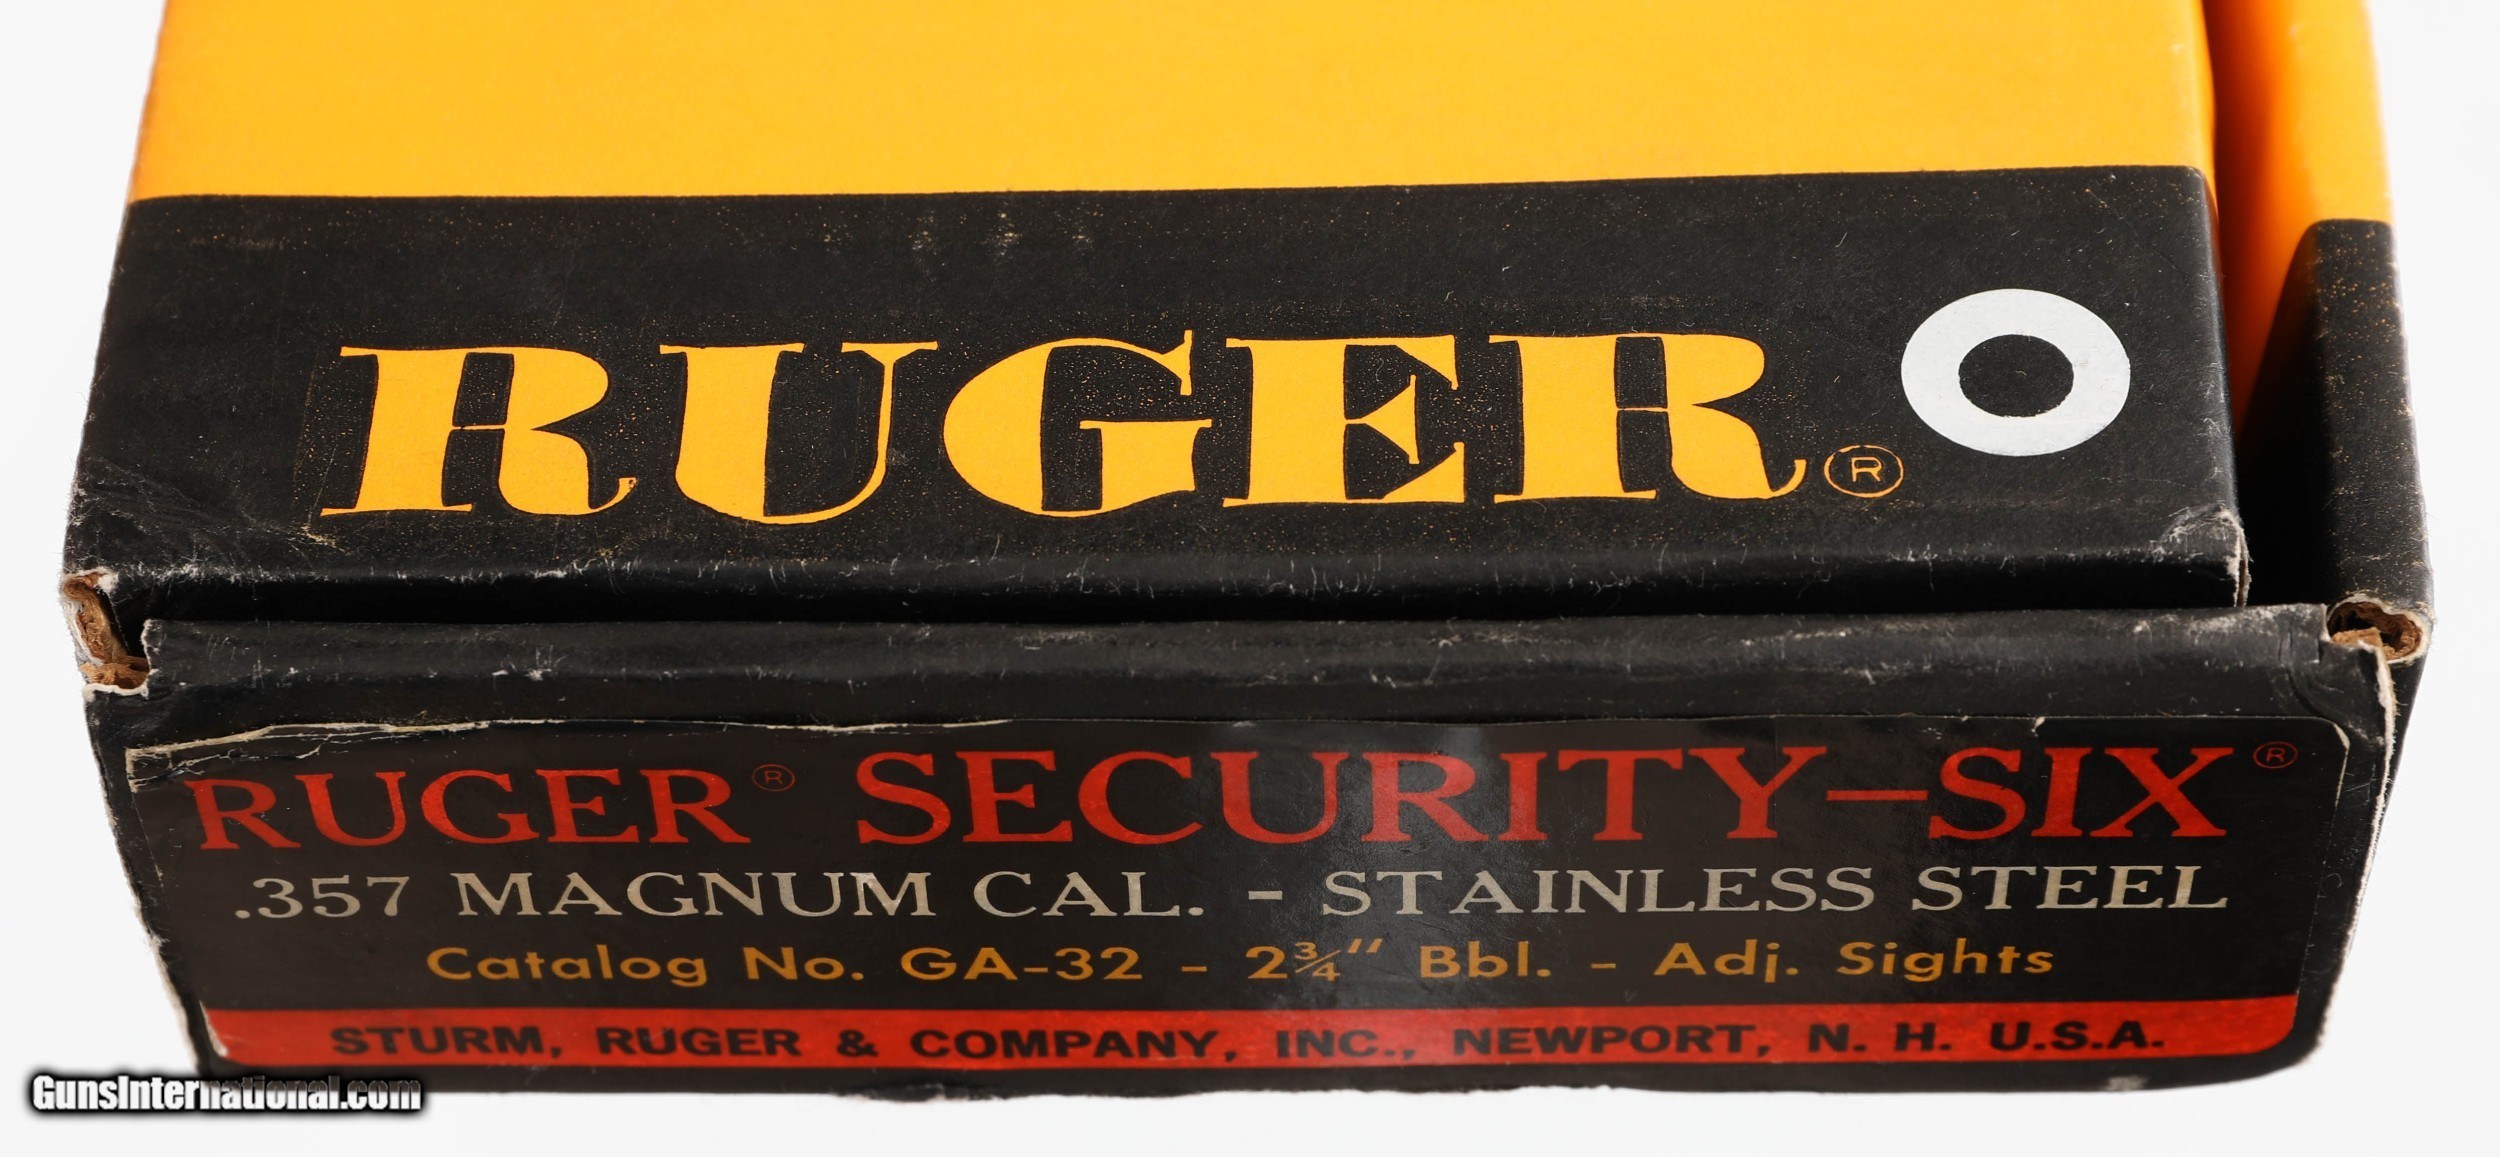 RUGER®
RUGER® SECURITY-SIX®
.357 MAGNUM CAL. - STAINLESS STEEL
Catalog No. GA-32 - 2¾" Bbl. - Adj. Sights
STURM, RUGER & COMPANY, INC., NEWPORT, N. H. U.S.A.
GunsInternational.com